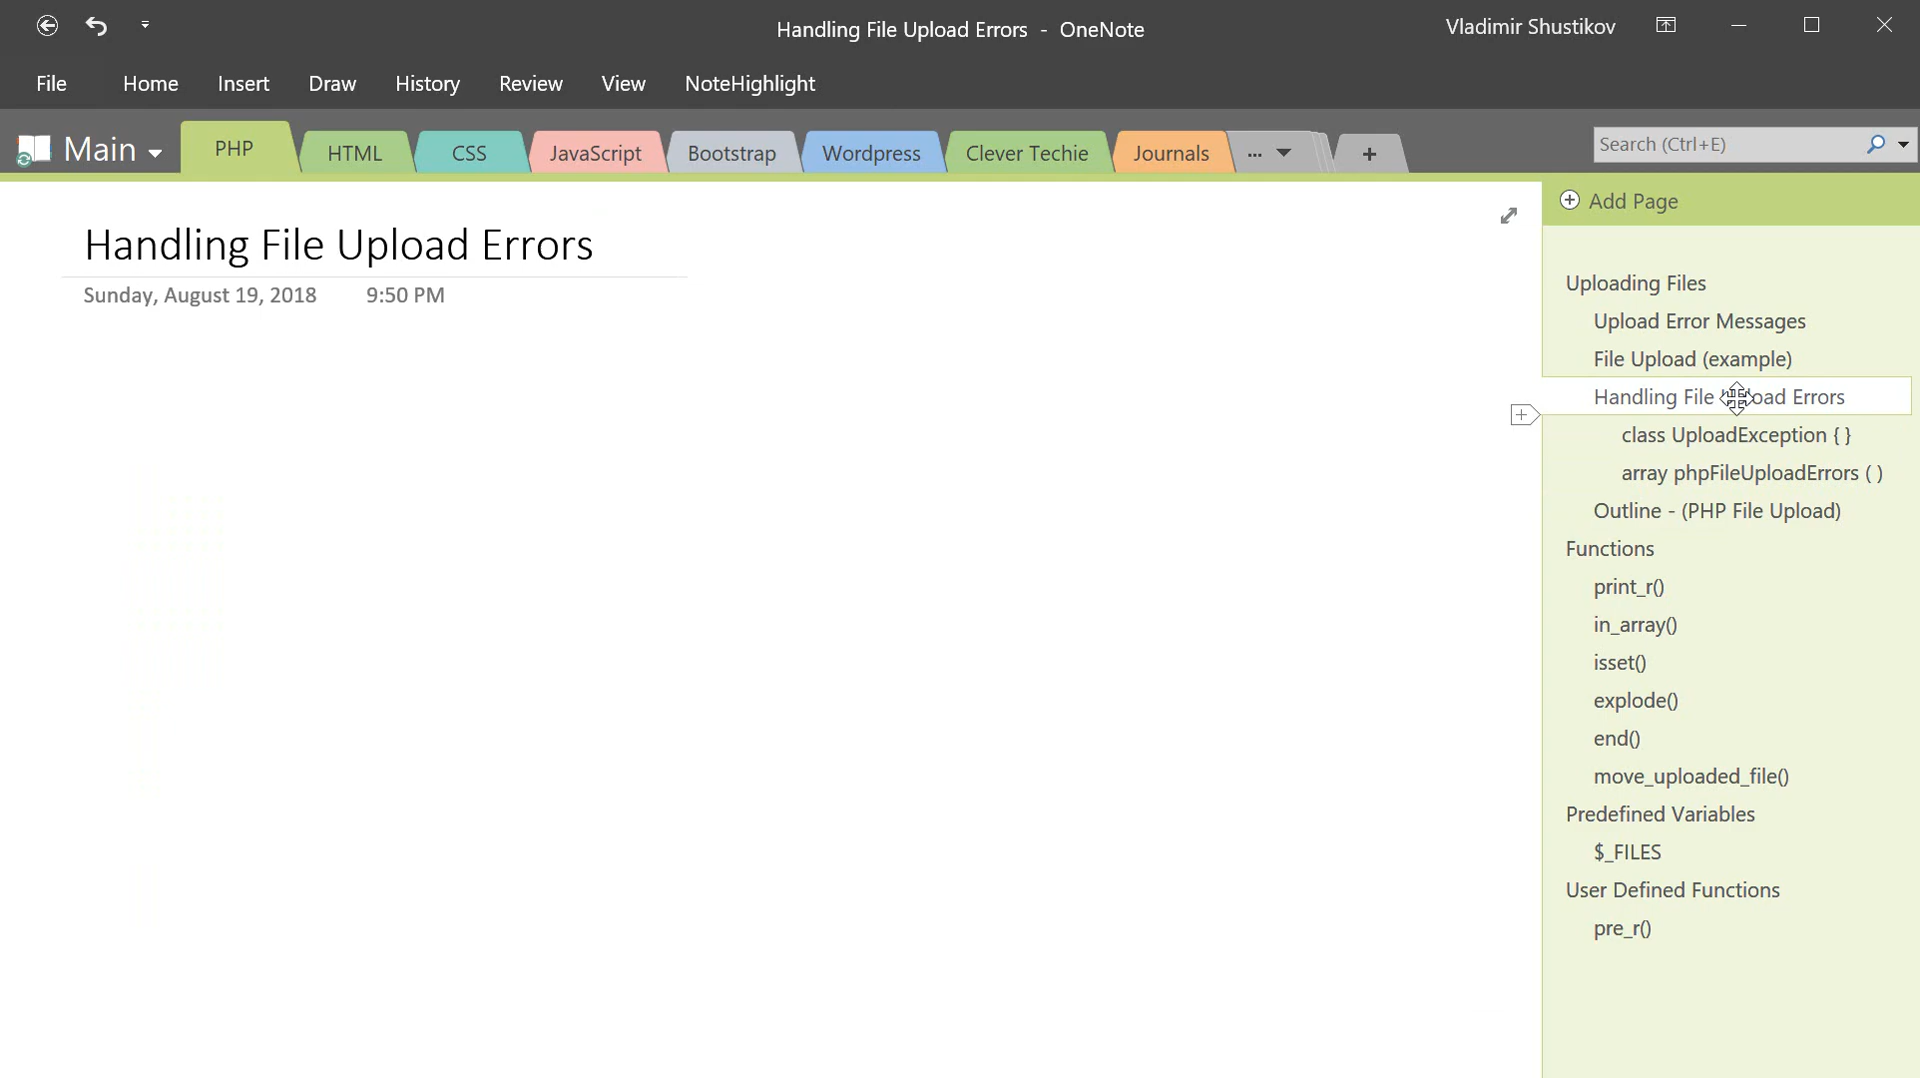 Handling File Upload Errors - OneNote
Vladimir Shustikov
File Home Insert Draw History Review View NoteHighlight
Main PHP HTML CSS JavaScript Bootstrap Wordpress Clever Techie Journals ... +
Search (Ctrl+E)
Add Page
Handling File Upload Errors
Sunday, August 19, 2018 9:50 PM
Uploading Files
Upload Error Messages
File Upload (example)
Handling File Upload Errors
class UploadException { }
array phpFileUploadErrors ( )
Outline - (PHP File Upload)
Functions
print_r()
in_array()
isset()
explode()
end()
move_uploaded_file()
Predefined Variables
$_FILES
User Defined Functions
pre_r()